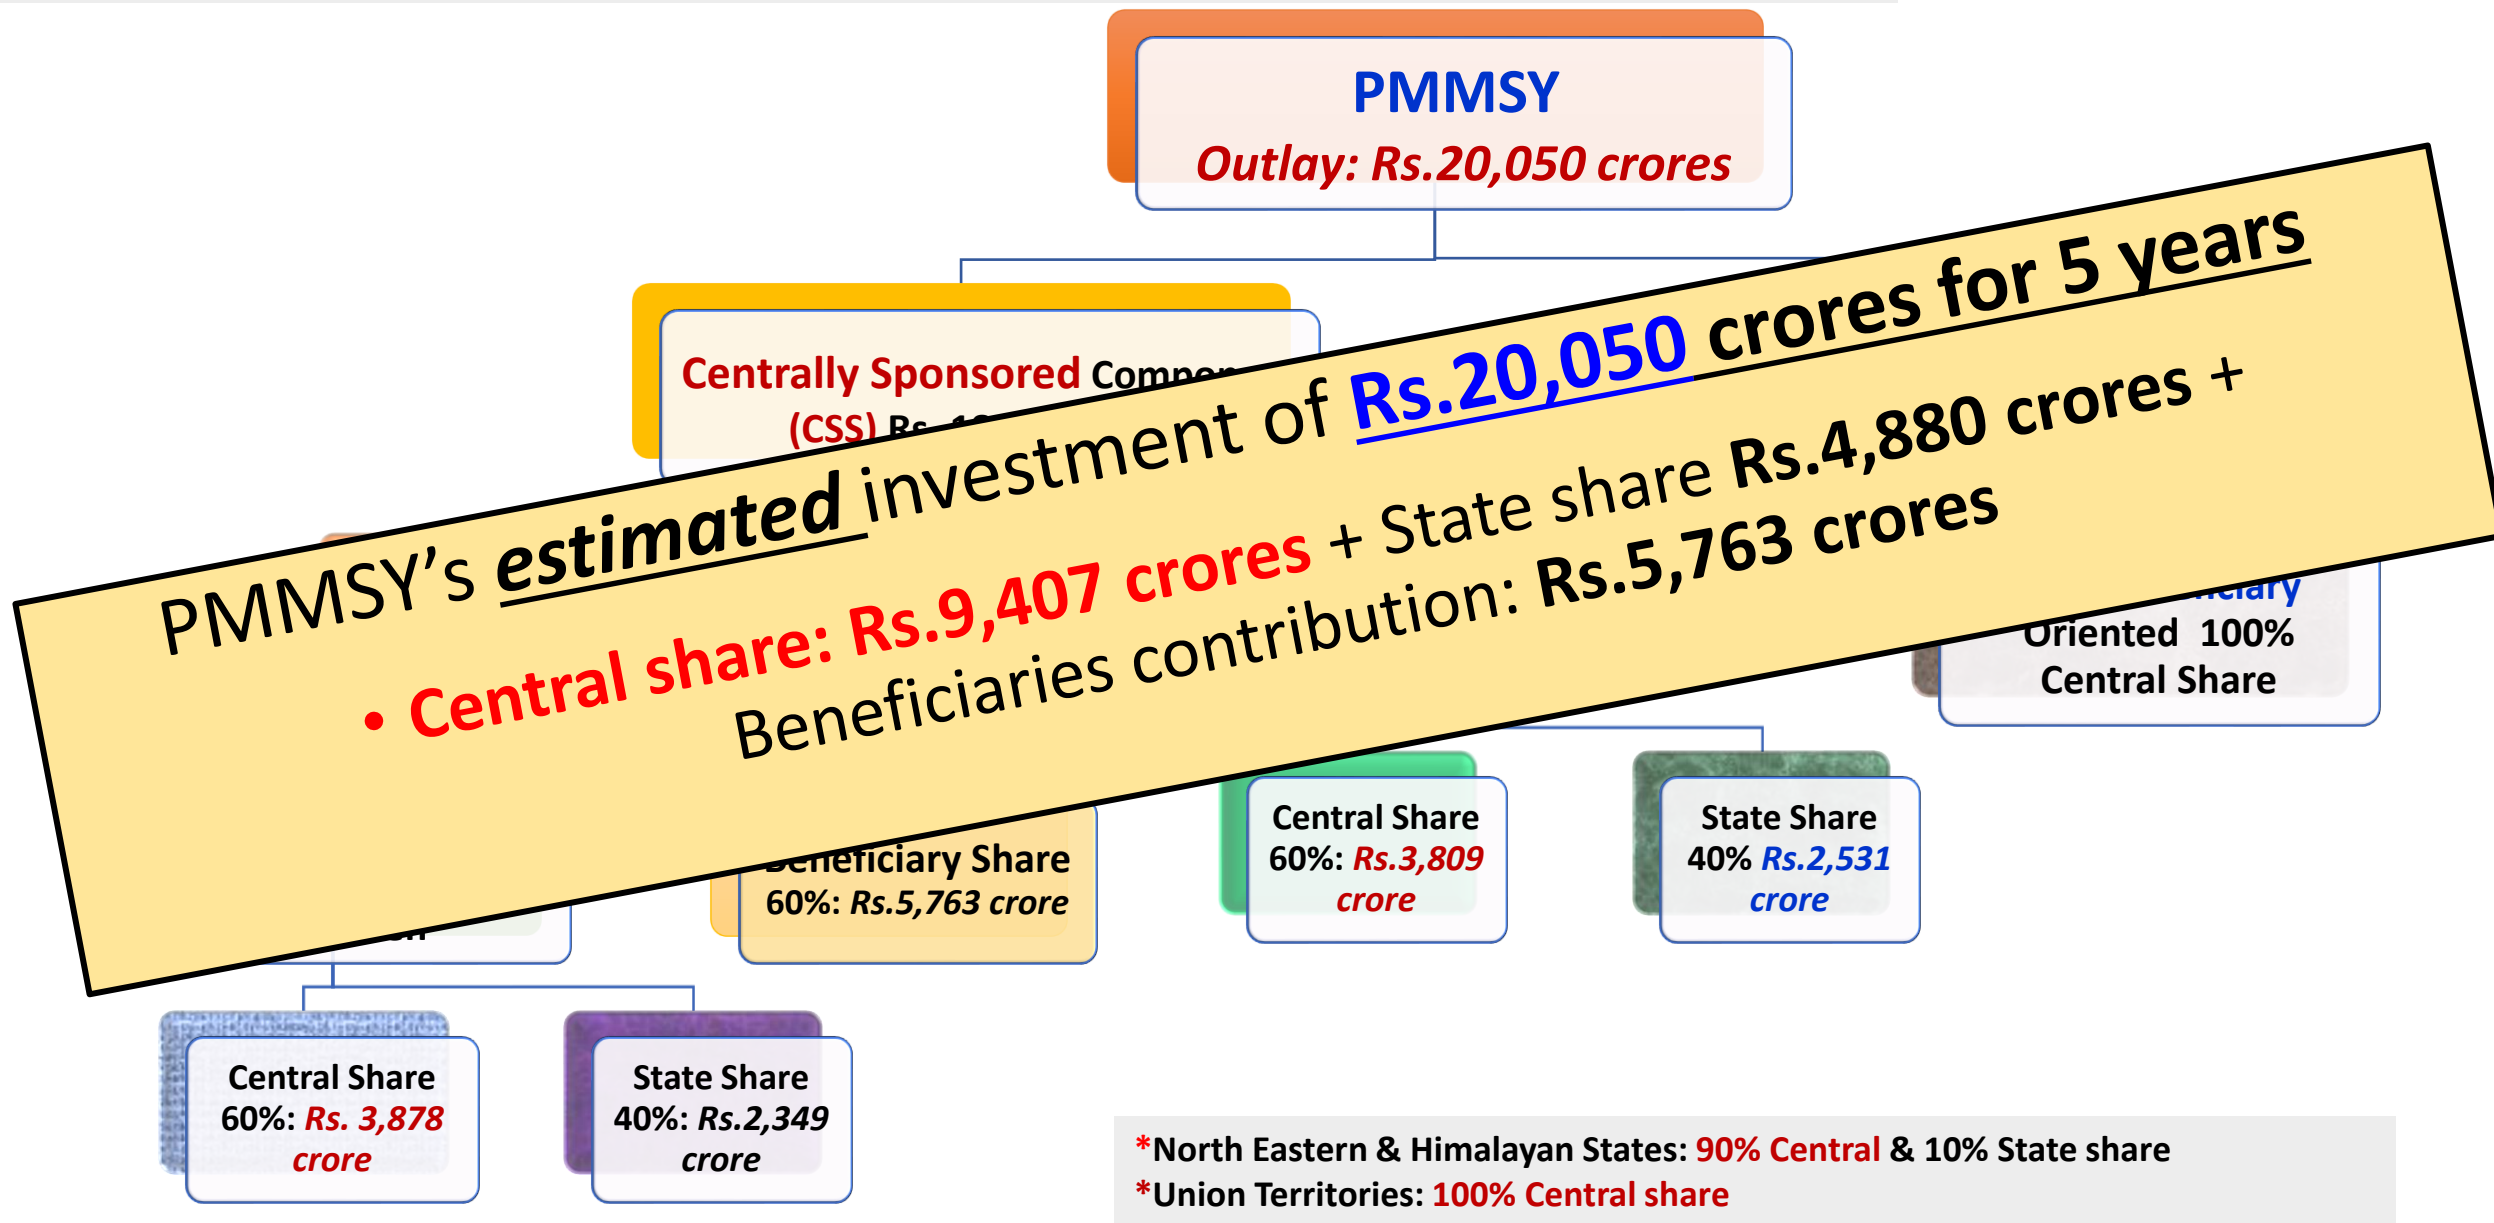 PMMSY
Outlay: Rs.20,050 crores
Centrally Sponsored
(CSS) Rs.
PMMSY’s estimated investment of Rs.20,050 crores for 5 years
• Central share: Rs.9,407 crores + State share Rs.4,880 crores +
Beneficiaries contribution: Rs.5,763 crores
Oriented 100%
Central Share
Beneficiary Share
60%: Rs.5,763 crore
Central Share
60%: Rs.3,809
crore
State Share
40% Rs.2,531
crore
Central Share
60%: Rs. 3,878
crore
State Share
40%: Rs.2,349
crore
*North Eastern & Himalayan States: 90% Central & 10% State share
*Union Territories: 100% Central share